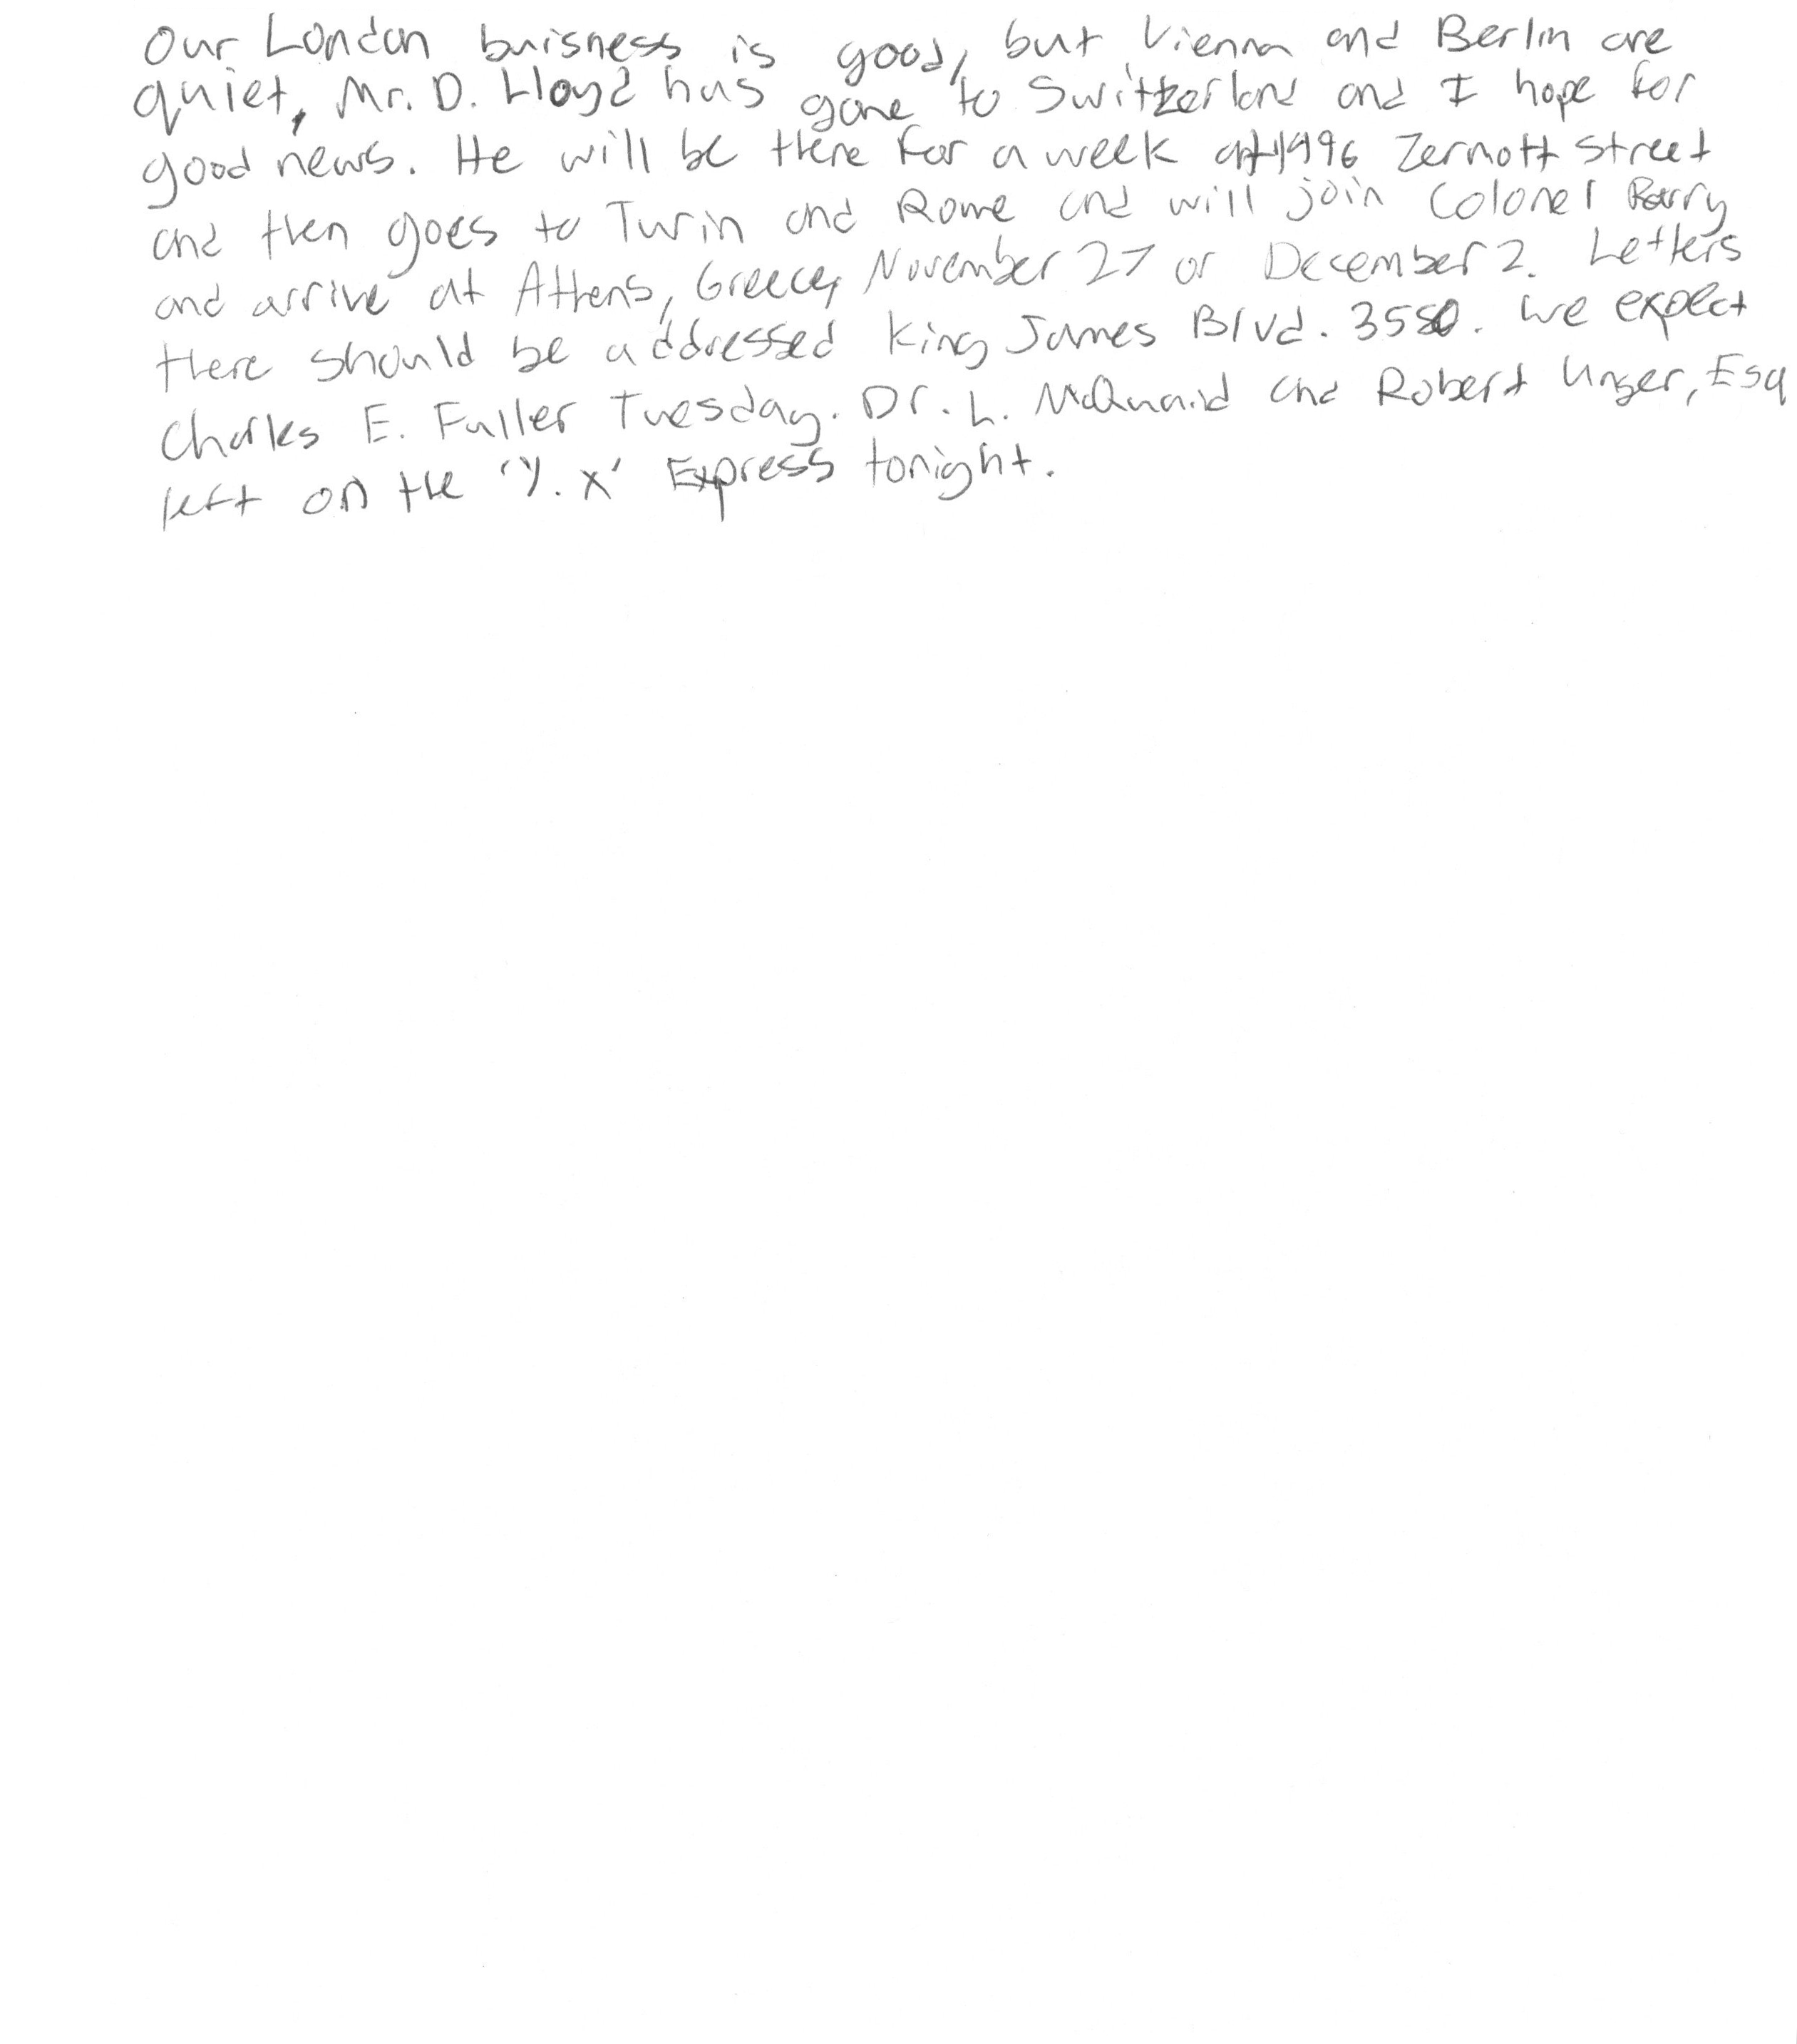 Our London buisness is good, but Vienna and Berlin are
quiet, Mr. D. Lloyd has gone to Switzerland and I hope for
good news. He will be there for a week at 1996 Zermott Street
and then goes to Turin and Rome and will join Colonel Parry
and arrive at Athens, Greece, November 27 or December 2. Letters
there should be addressed King James Blvd. 3580. We expect
Charles E. Fuller Tuesday. Dr. L. McQuaid and Robert Unger, Esq
left on the 'Y. X' Express tonight.